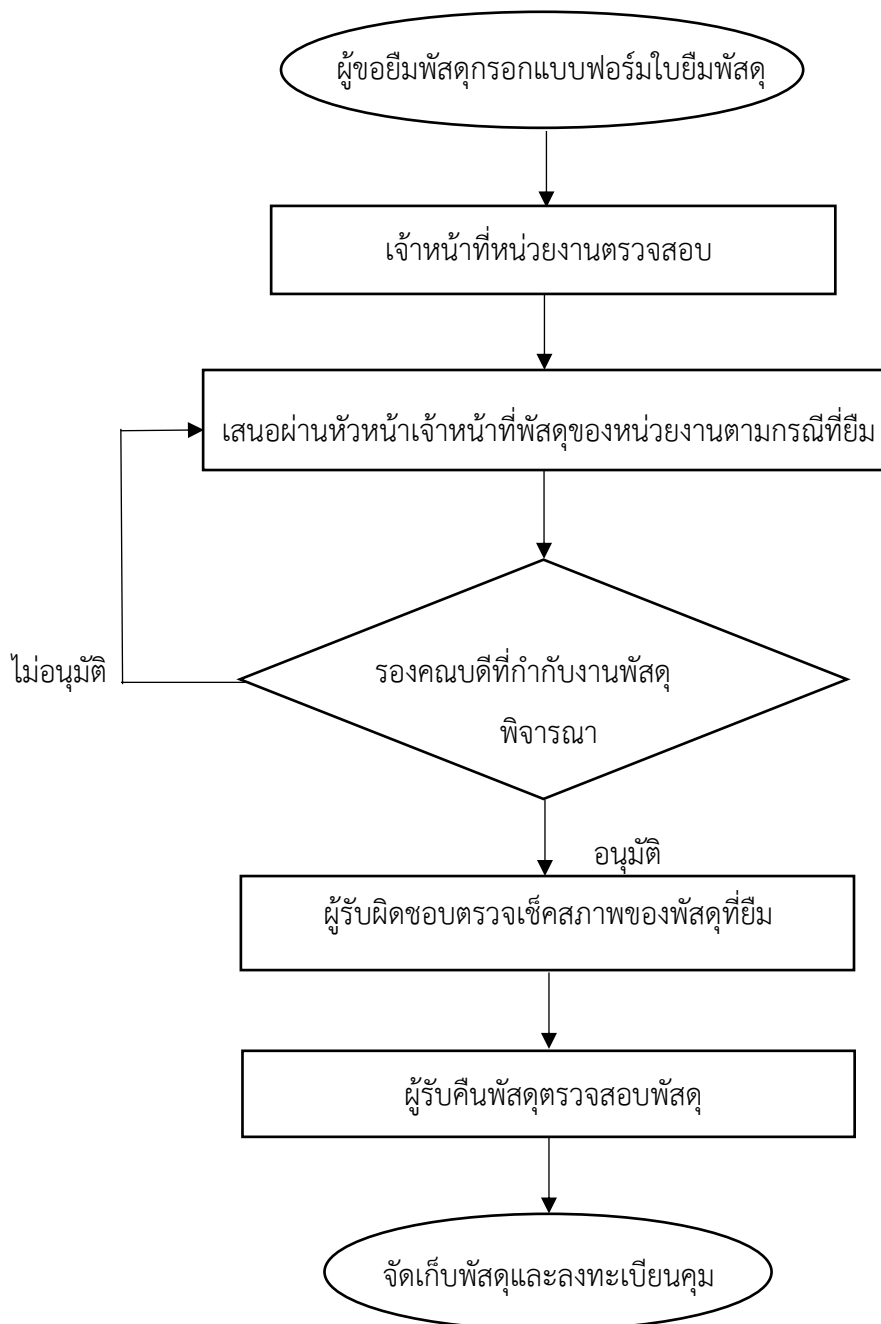 ผู้ขอยืมพัสดุกรอกแบบฟอร์มใบยืมพัสดุ
เจ้าหน้าที่หน่วยงานตรวจสอบ
เสนอผ่านหัวหน้าเจ้าหน้าที่พัสดุของหน่วยงานตามกรณีที่ยืม
ไม่อนุมัติ
รองคณบดีที่กำกับงานพัสดุ
พิจารณา
อนุมัติ
ผู้รับผิดชอบตรวจเช็คสภาพของพัสดุที่ยืม
ผู้รับคืนพัสดุตรวจสอบพัสดุ
จัดเก็บพัสดุและลงทะเบียนคุม